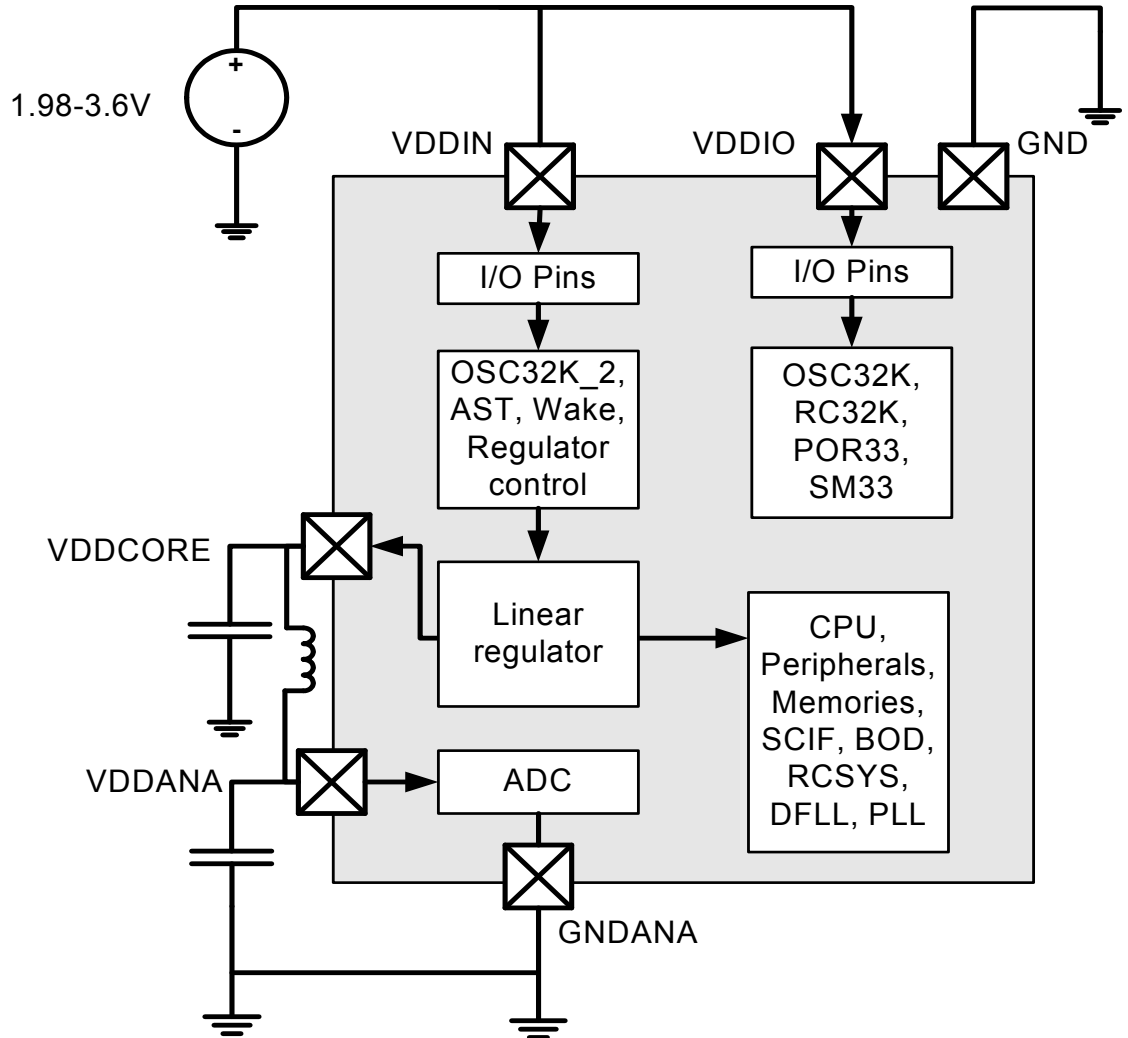 1.98-3.6V
+
-
VDDIN
VDDIO
GND
I/O Pins
I/O Pins
OSC32K_2,
AST, Wake,
Regulator
control
OSC32K,
RC32K,
POR33,
SM33
VDDCORE
Linear
regulator
CPU,
Peripherals,
Memories,
SCIF, BOD,
RCSYS,
DFLL, PLL
VDDANA
ADC
GNDANA